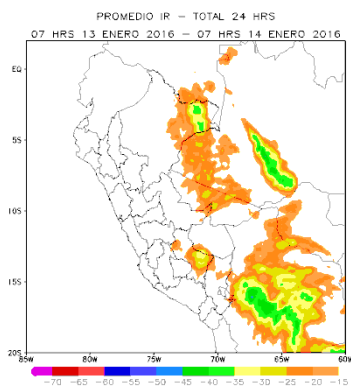 PROMEDIO IR – TOTAL 24 HRS
07 HRS 13 ENERO 2016 – 07 HRS 14 ENERO 2016
EQ
5S
10S
15S
20S
85W 80W 75W 70W 65W 60W
−70 −65 −60 −55 −50 −45 −40 −35 −30 −25 −20 −15